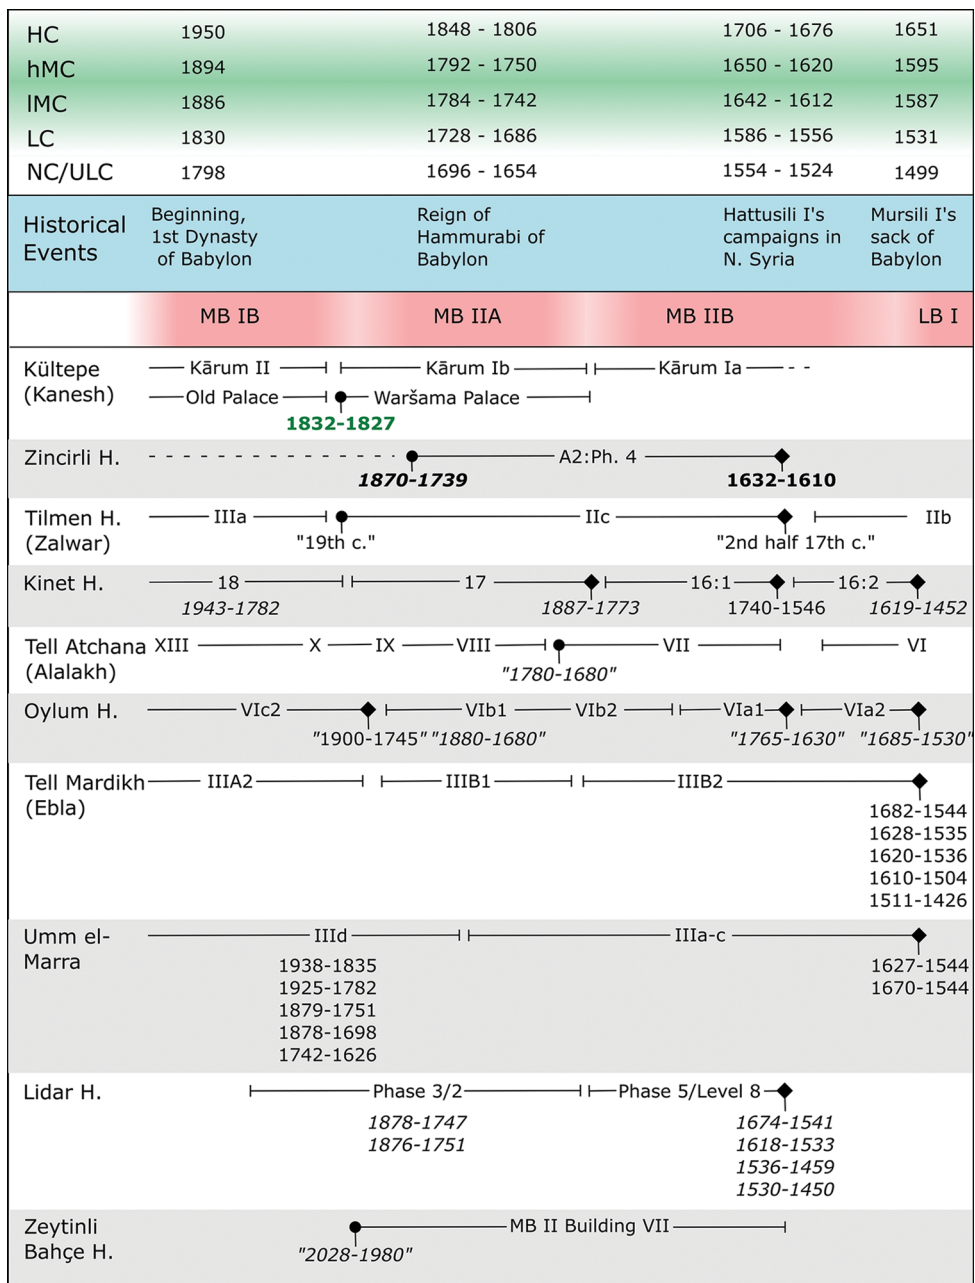 HC 1950 1848 - 1806 1706 - 1676 1651
hMC 1894 1792 - 1750 1650 - 1620 1595
lMC 1886 1784 - 1742 1642 - 1612 1587
LC 1830 1728 - 1686 1586 - 1556 1531
NC/ULC 1798 1696 - 1654 1554 - 1524 1499
Historical
Events
Beginning,
1st Dynasty
of Babylon
Reign of
Hammurabi of
Babylon
Hattusili I's
campaigns in
N. Syria
Mursili I's
sack of
Babylon
MB IB MB IIA MB IIB LB I
Kültepe
(Kanesh)
Kārum II Kārum Ib Kārum Ia
Old Palace Waršama Palace
1832-1827
Zincirli H. A2:Ph. 4
1870-1739 1632-1610
Tilmen H.
(Zalwar)
IIIa IIc IIb
"19th c." "2nd half 17th c."
Kinet H. 18 17 16:1 16:2
1943-1782 1887-1773 1740-1546 1619-1452
Tell Atchana
(Alalakh)
XIII X IX VIII VII VI
"1780-1680"
Oylum H. VIc2 VIb1 VIb2 VIa1 VIa2
"1900-1745" "1880-1680" "1765-1630" "1685-1530"
Tell Mardikh
(Ebla)
IIIA2 IIIB1 IIIB2
1682-1544
1628-1535
1620-1536
1610-1504
1511-1426
Umm el-
Marra
IIId IIIa-c
1938-1835
1925-1782
1879-1751
1878-1698
1742-1626
1627-1544
1670-1544
Lidar H. Phase 3/2 Phase 5/Level 8
1878-1747
1876-1751
1674-1541
1618-1533
1536-1459
1530-1450
Zeytinli
Bahçe H.
MB II Building VII
"2028-1980"